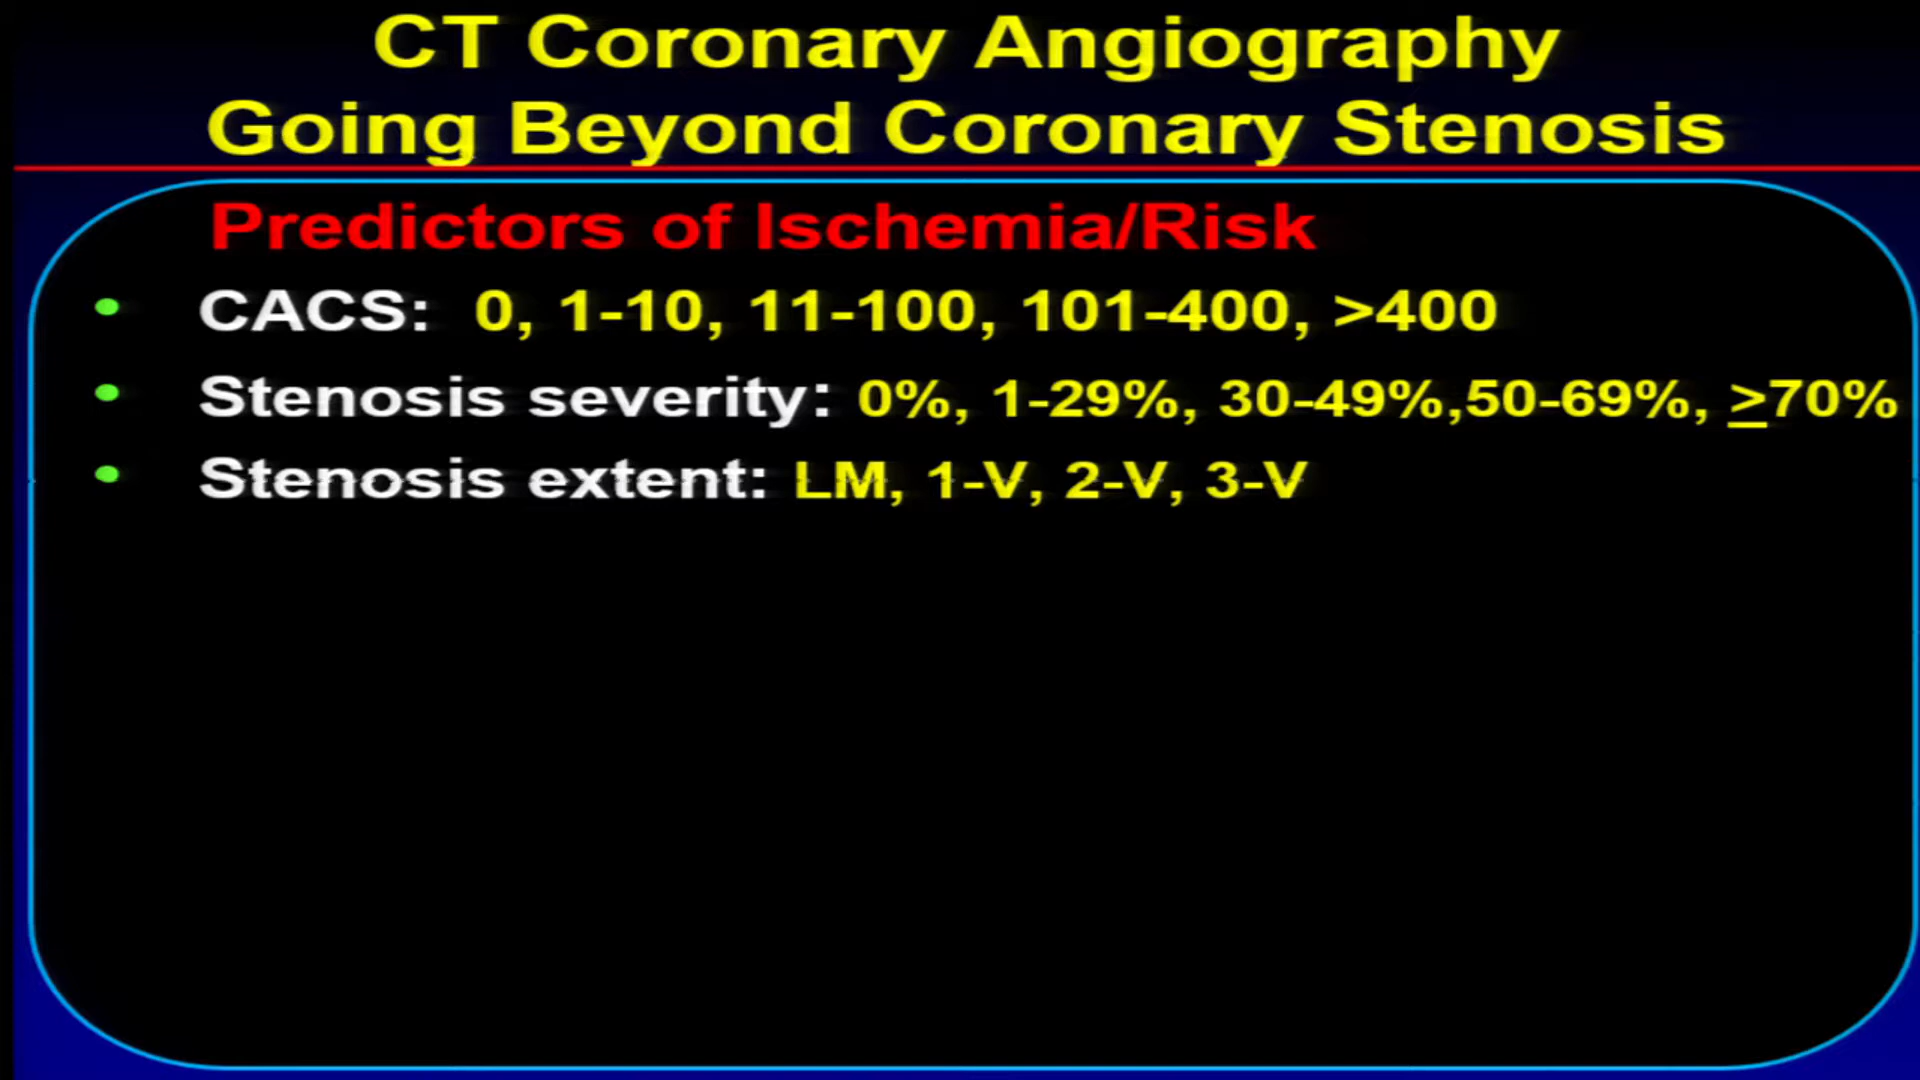 CT Coronary Angiography
Going Beyond Coronary Stenosis
Predictors of Ischemia/Risk
• CACS: 0, 1-10, 11-100, 101-400, >400
• Stenosis severity: 0%, 1-29%, 30-49%,50-69%, ≥70%
• Stenosis extent: LM, 1-V, 2-V, 3-V